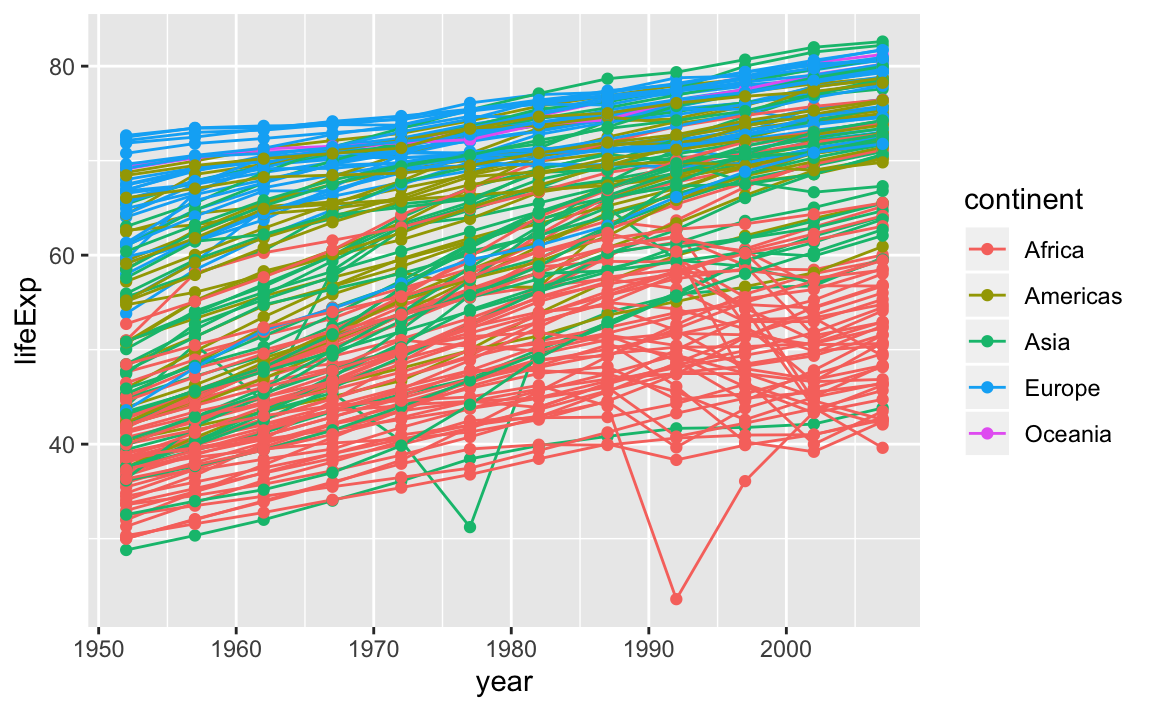 80
60
40
lifeExp
1950
1960
1970
1980
1990
2000
year
continent
Africa
Americas
Asia
Europe
Oceania